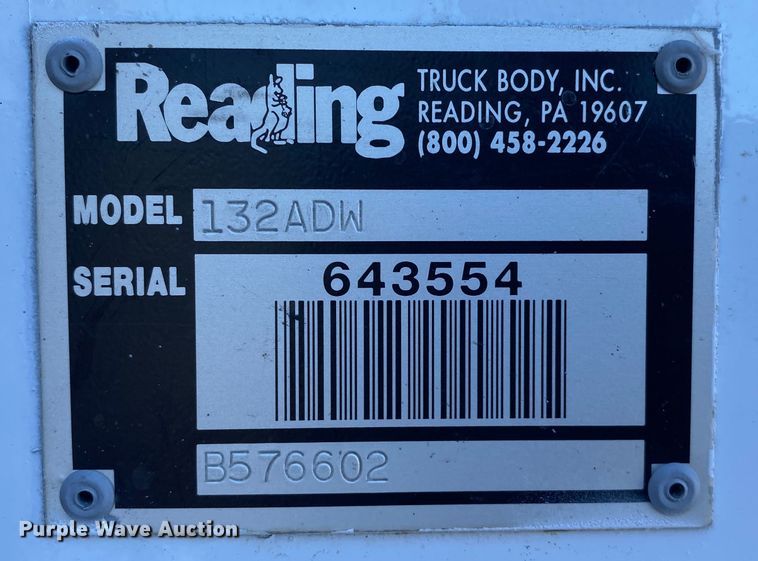 Reading
TRUCK BODY, INC.
READING, PA 19607
(800) 458-2226
MODEL 132ADW
SERIAL 643554
B576602
Purple Wave Auction